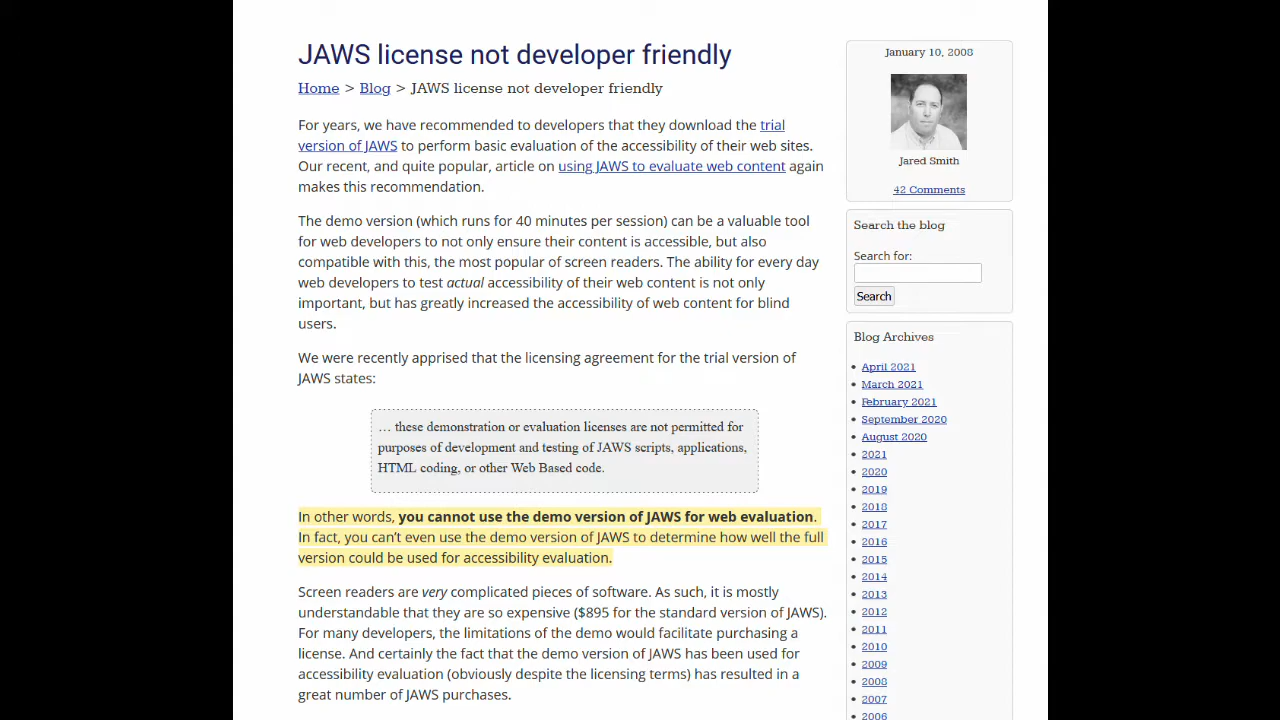 JAWS license not developer friendly
Home > Blog > JAWS license not developer friendly
For years, we have recommended to developers that they download the trial
version of JAWS to perform basic evaluation of the accessibility of their web sites.
Our recent, and quite popular, article on using JAWS to evaluate web content again
makes this recommendation.
The demo version (which runs for 40 minutes per session) can be a valuable tool
for web developers to not only ensure their content is accessible, but also
compatible with this, the most popular of screen readers. The ability for every day
web developers to test actual accessibility of their web content is not only
important, but has greatly increased the accessibility of web content for blind
users.
We were recently apprised that the licensing agreement for the trial version of
JAWS states:
… these demonstration or evaluation licenses are not permitted for
purposes of development and testing of JAWS scripts, applications,
HTML coding, or other Web Based code.
In other words, you cannot use the demo version of JAWS for web evaluation.
In fact, you can’t even use the demo version of JAWS to determine how well the full
version could be used for accessibility evaluation.
Screen readers are very complicated pieces of software. As such, it is mostly
understandable that they are so expensive ($895 for the standard version of JAWS).
For many developers, the limitations of the demo would facilitate purchasing a
license. And certainly the fact that the demo version of JAWS has been used for
accessibility evaluation (obviously despite the licensing terms) has resulted in a
great number of JAWS purchases.
January 10, 2008
Jared Smith
42 Comments
Search the blog
Search for:
Search
Blog Archives
April 2021
March 2021
February 2021
September 2020
August 2020
2021
2020
2019
2018
2017
2016
2015
2014
2013
2012
2011
2010
2009
2008
2007
2006